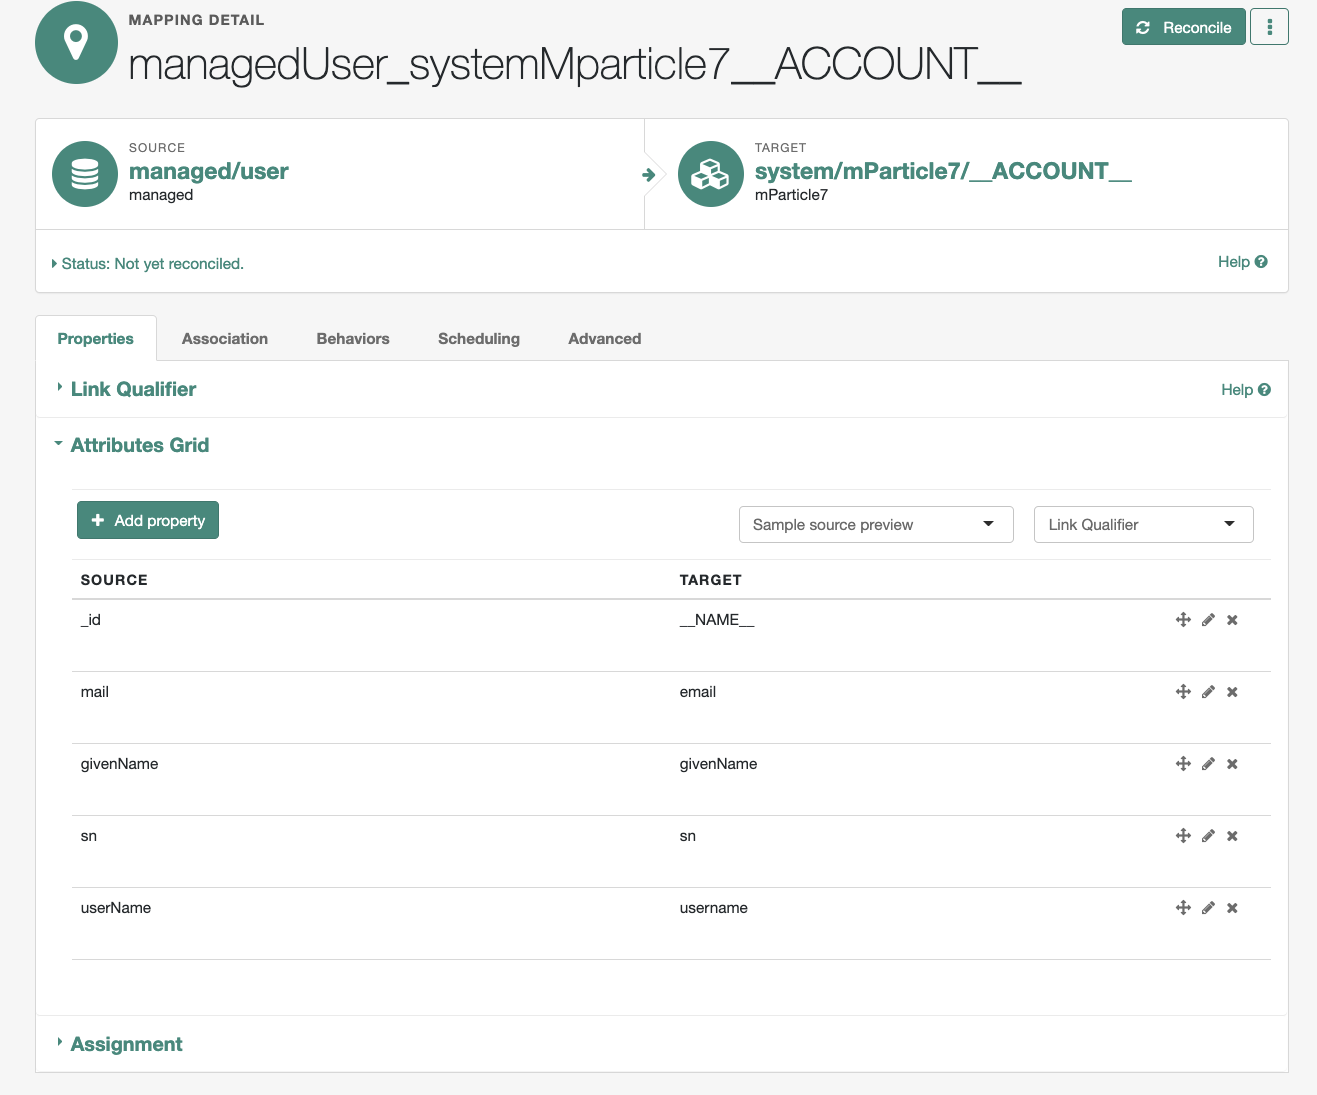 MAPPING DETAIL
managedUser_systemMparticle7__ACCOUNT__
Reconcile
SOURCE
managed/user
managed
TARGET
system/mParticle7/__ACCOUNT__
mParticle7
Status: Not yet reconciled.
Help
Properties
Association
Behaviors
Scheduling
Advanced
Link Qualifier
Help
Attributes Grid
Add property
Sample source preview
Link Qualifier
SOURCE TARGET
_id __NAME__
mail email
givenName givenName
sn sn
userName username
Assignment